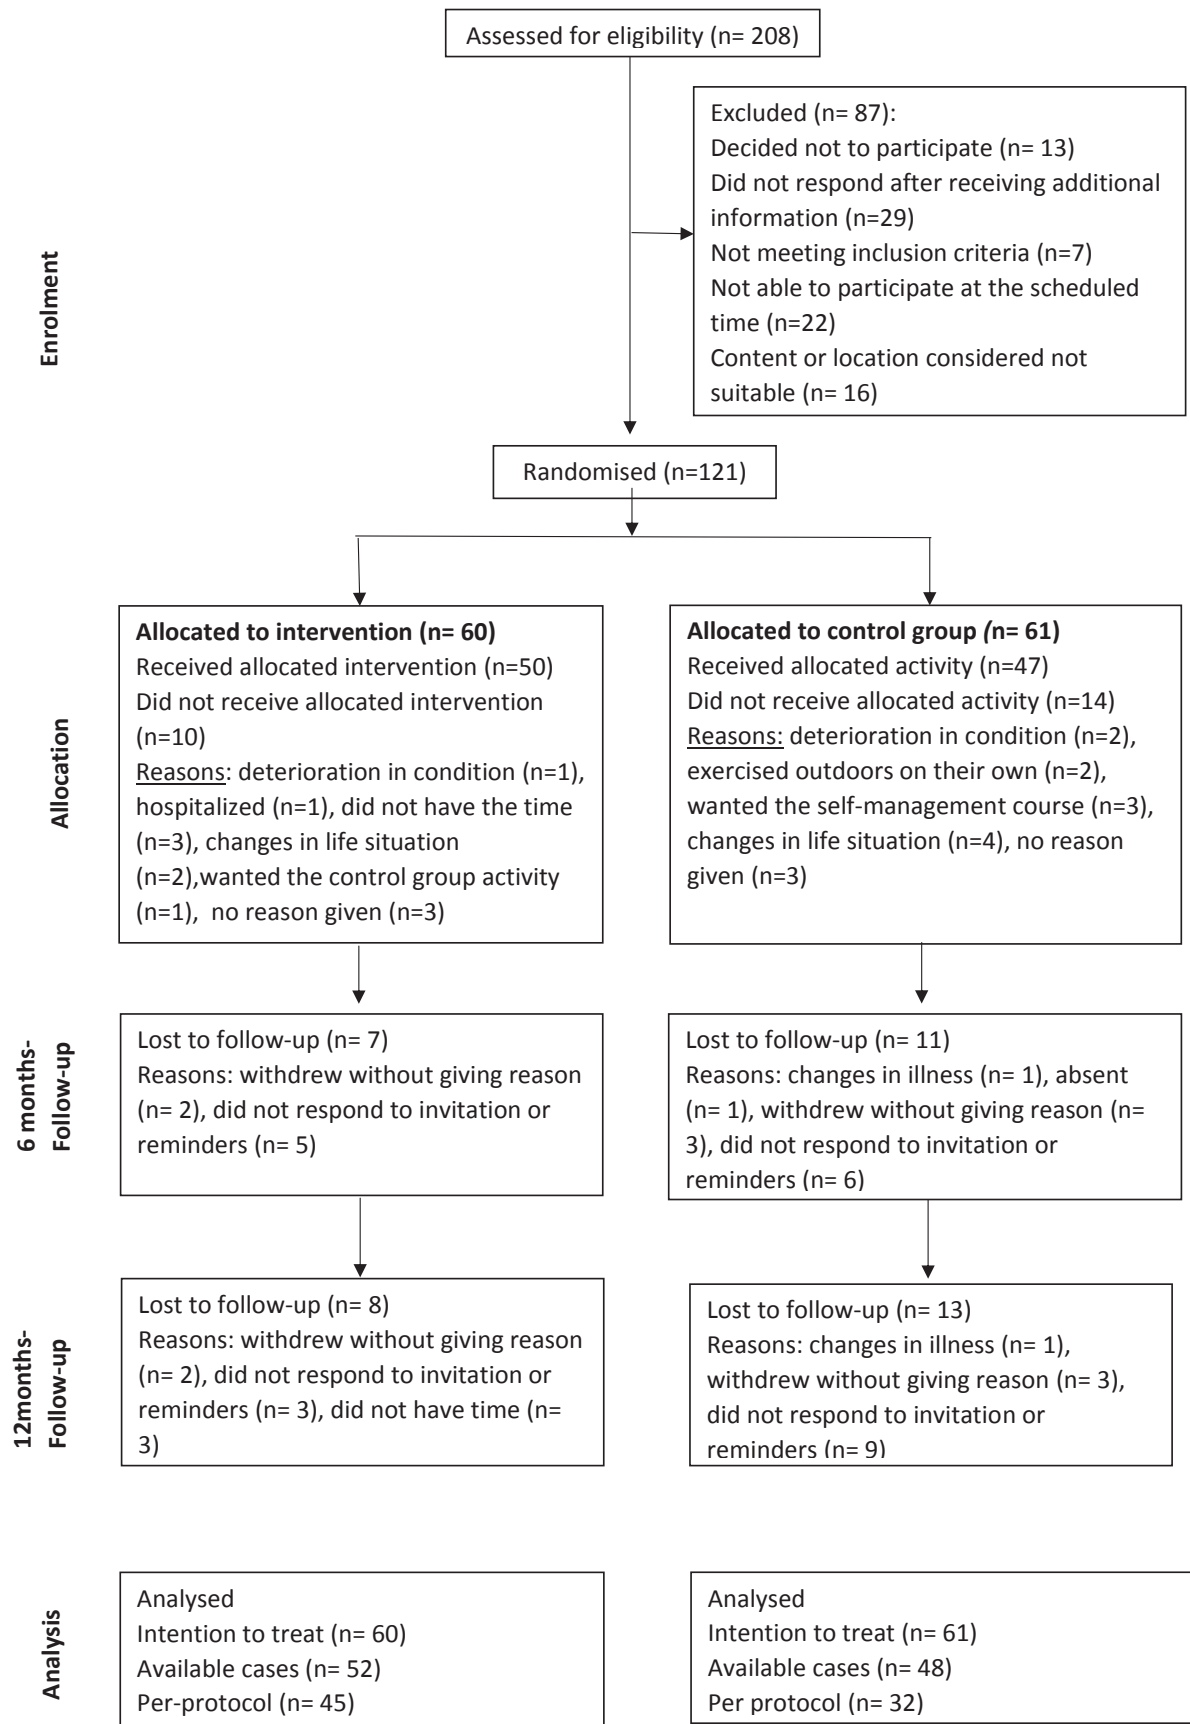 Assessed for eligibility (n= 208)
Excluded (n= 87):
Decided not to participate (n= 13)
Did not respond after receiving additional
information (n=29)
Not meeting inclusion criteria (n=7)
Not able to participate at the scheduled
time (n=22)
Content or location considered not
suitable (n= 16)
Enrolment
Randomised (n=121)
Allocation
Allocated to intervention (n= 60)
Received allocated intervention (n=50)
Did not receive allocated intervention
(n=10)
Reasons: deterioration in condition (n=1),
hospitalized (n=1), did not have the time
(n=3), changes in life situation
(n=2),wanted the control group activity
(n=1),  no reason given (n=3)
Allocated to control group (n= 61)
Received allocated activity (n=47)
Did not receive allocated activity (n=14)
Reasons: deterioration in condition (n=2),
exercised outdoors on their own (n=2),
wanted the self-management course (n=3),
changes in life situation (n=4), no reason
given (n=3)
6 months-
Follow-up
Lost to follow-up (n= 7)
Reasons: withdrew without giving reason
(n= 2), did not respond to invitation or
reminders (n= 5)
Lost to follow-up (n= 11)
Reasons: changes in illness (n= 1), absent
(n= 1), withdrew without giving reason (n=
3), did not respond to invitation or
reminders (n= 6)
12months-
Follow-up
Lost to follow-up (n= 8)
Reasons: withdrew without giving reason
(n= 2), did not respond to invitation or
reminders (n= 3), did not have time (n=
3)
Lost to follow-up (n= 13)
Reasons: changes in illness (n= 1),
withdrew without giving reason (n= 3),
did not respond to invitation or
reminders (n= 9)
Analysis
Analysed
Intention to treat (n= 60)
Available cases (n= 52)
Per-protocol (n= 45)
Analysed
Intention to treat (n= 61)
Available cases (n= 48)
Per protocol (n= 32)